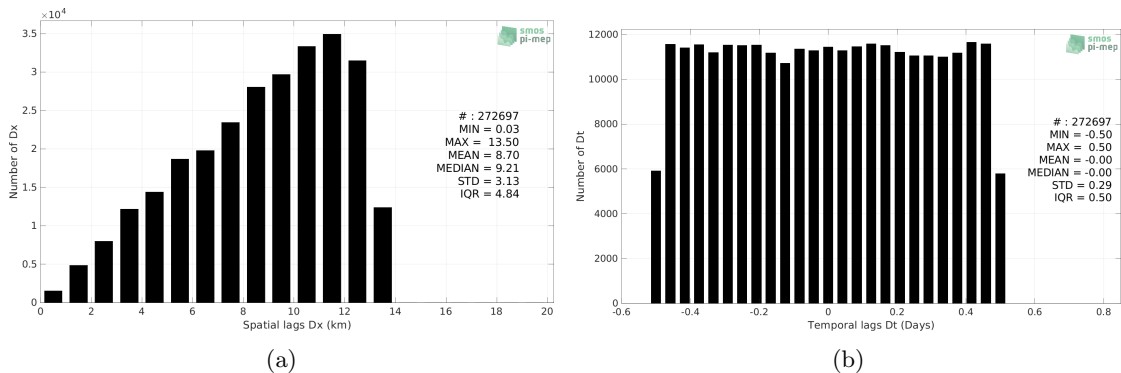 ×10⁴
3.5
3
2.5
2
1.5
1
0.5
0
Number of Dx
0 2 4 6 8 10 12 14 16 18 20
Spatial lags Dx (km)
smos
pi-mep
# : 272697
MIN = 0.03
MAX = 13.50
MEAN = 8.70
MEDIAN = 9.21
STD = 3.13
IQR = 4.84
(a)
12000
10000
8000
6000
4000
2000
0
Number of Dt
-0.6 -0.4 -0.2 0 0.2 0.4 0.6 0.8
Temporal lags Dt (Days)
smos
pi-mep
# : 272697
MIN = -0.50
MAX = 0.50
MEAN = -0.00
MEDIAN = -0.00
STD = 0.29
IQR = 0.50
(b)